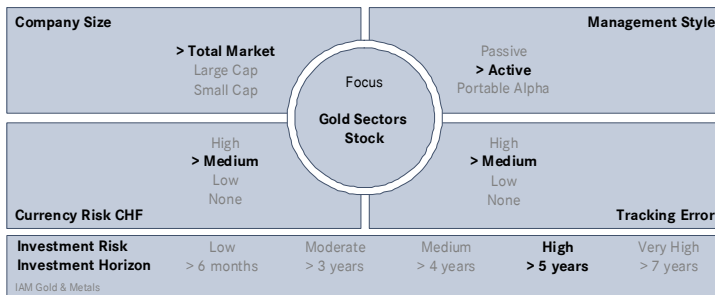 Company Size
Management Style
> Total Market
Large Cap
Small Cap
Passive
> Active
Portable Alpha
Focus
Gold Sectors
Stock
High
> Medium
Low
None
Currency Risk CHF
High
> Medium
Low
None
Tracking Error
Investment Risk Low Moderate Medium High Very High
Investment Horizon > 6 months > 3 years > 4 years > 5 years > 7 years
IAM Gold & Metals